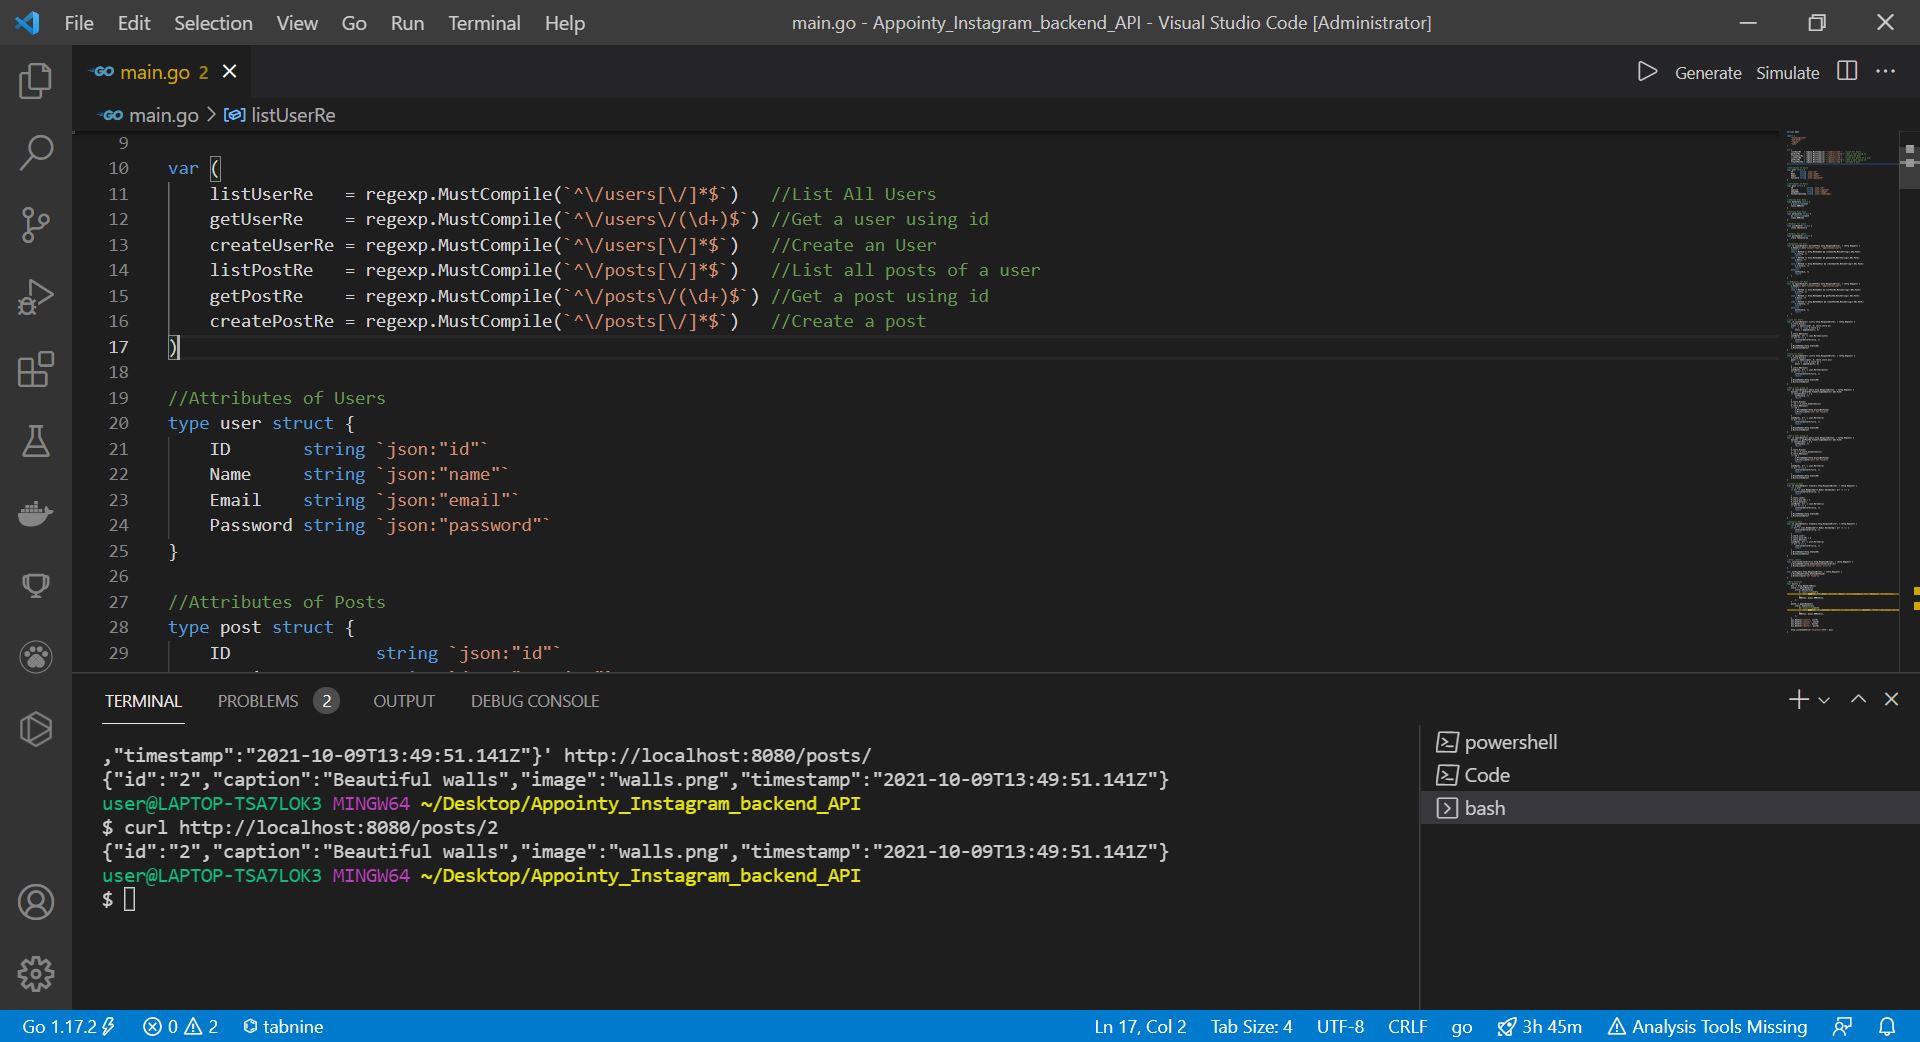 File Edit Selection View Go Run Terminal Help main.go - Appointy_Instagram_backend_API - Visual Studio Code [Administrator]
GO main.go 2 Generate Simulate
GO main.go > listUserRe
9
10 var (
11 listUserRe = regexp.MustCompile(`^\/users[\/]*$`) //List All Users
12 getUserRe = regexp.MustCompile(`^\/users\/(\d+)$`) //Get a user using id
13 createUserRe = regexp.MustCompile(`^\/users[\/]*$`) //Create an User
14 listPostRe = regexp.MustCompile(`^\/posts[\/]*$`) //List all posts of a user
15 getPostRe = regexp.MustCompile(`^\/posts\/(\d+)$`) //Get a post using id
16 createPostRe = regexp.MustCompile(`^\/posts[\/]*$`) //Create a post
17 )
18
19 //Attributes of Users
20 type user struct {
21 ID string `json:"id"`
22 Name string `json:"name"`
23 Email string `json:"email"`
24 Password string `json:"password"`
25 }
26
27 //Attributes of Posts
28 type post struct {
29 ID string `json:"id"`
TERMINAL PROBLEMS 2 OUTPUT DEBUG CONSOLE
,"timestamp":"2021-10-09T13:49:51.141Z"}' http://localhost:8080/posts/
{"id":"2","caption":"Beautiful walls","image":"walls.png","timestamp":"2021-10-09T13:49:51.141Z"}
user@LAPTOP-TSA7LOK3 MINGW64 ~/Desktop/Appointy_Instagram_backend_API
$ curl http://localhost:8080/posts/2
{"id":"2","caption":"Beautiful walls","image":"walls.png","timestamp":"2021-10-09T13:49:51.141Z"}
user@LAPTOP-TSA7LOK3 MINGW64 ~/Desktop/Appointy_Instagram_backend_API
$
powershell
Code
bash
Go 1.17.2 0 2 tabnine Ln 17, Col 2 Tab Size: 4 UTF-8 CRLF go 3h 45m Analysis Tools Missing